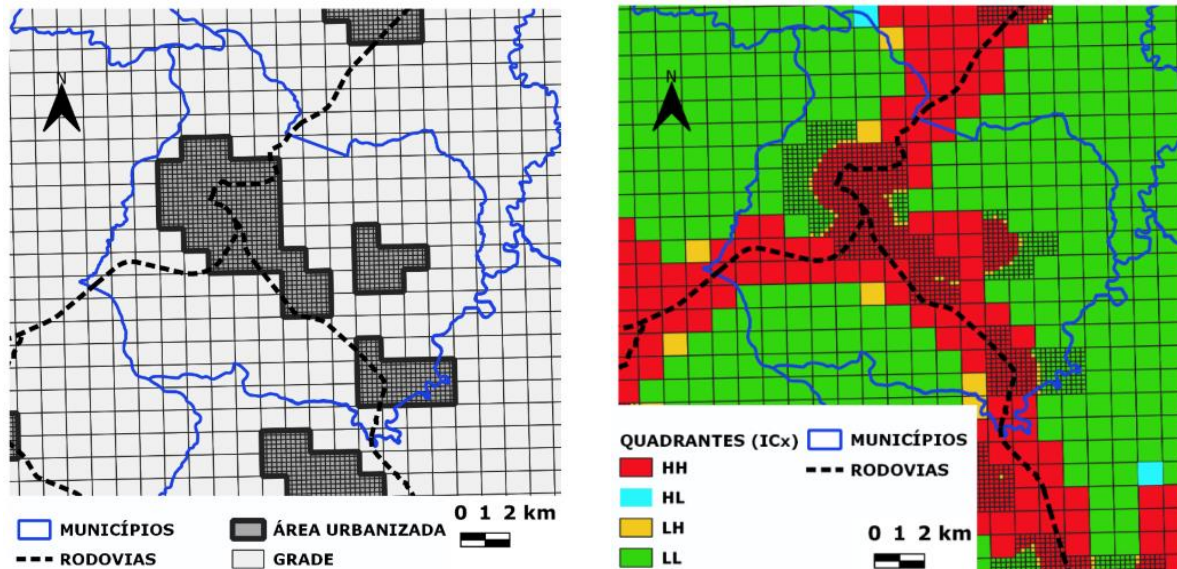 N
MUNICÍPIOS
RODOVIAS
ÁREA URBANIZADA
GRADE
0 1 2 km
N
QUADRANTES (ICx)
HH
HL
LH
LL
MUNICÍPIOS
RODOVIAS
0 1 2 km